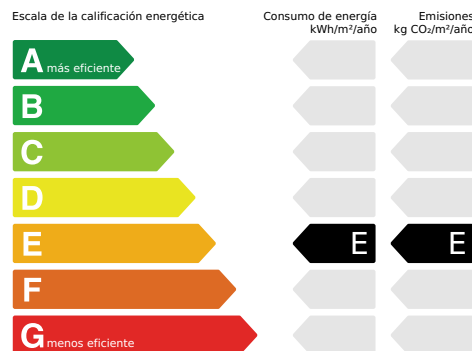 Escala de la calificación energética
Consumo de energía
kWh/m²/año
Emisiones
kg CO₂/m²/año
A más eficiente
B
C
D
E
E
E
F
G menos eficiente